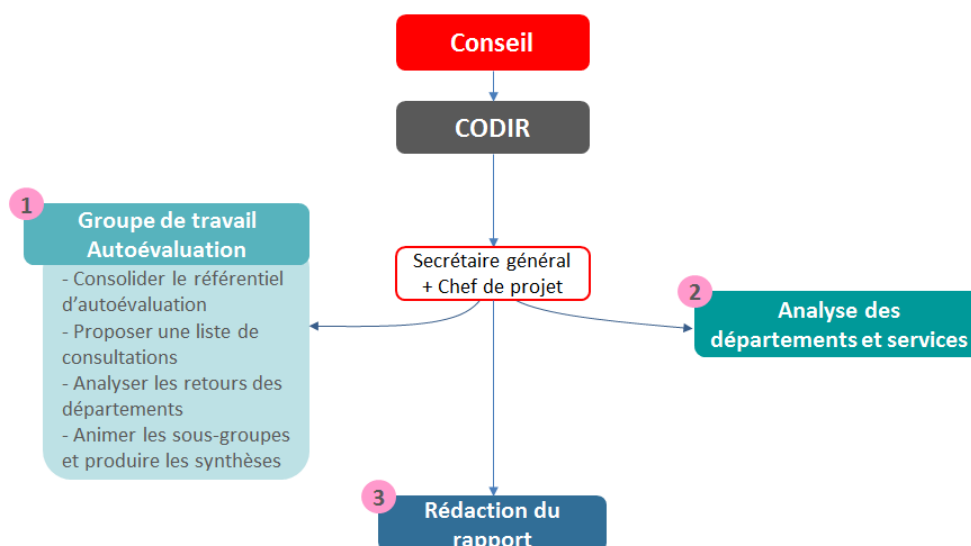 Conseil
CODIR
1
Groupe de travail
Autoévaluation
- Consolider le référentiel
d'autoévaluation
- Proposer une liste de
consultations
- Analyser les retours des
départements
- Animer les sous-groupes
et produire les synthèses
Secrétaire général
+ Chef de projet
2
Analyse des
départements et services
3
Rédaction du
rapport